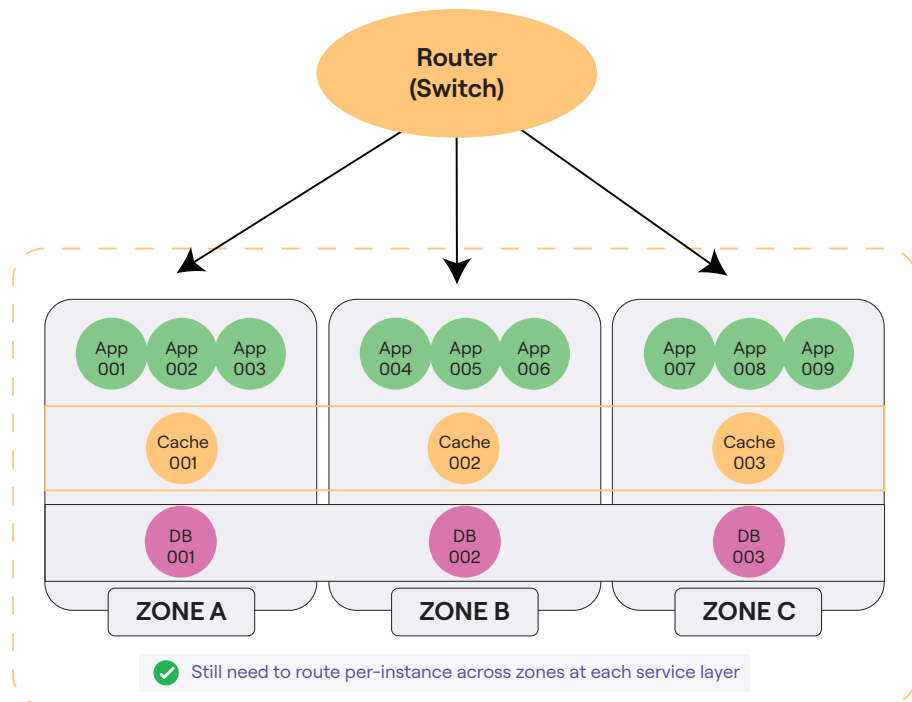 Router
(Switch)
App
001
App
002
App
003
App
004
App
005
App
006
App
007
App
008
App
009
Cache
001
Cache
002
Cache
003
DB
001
DB
002
DB
003
ZONE A
ZONE B
ZONE C
Still need to route per-instance across zones at each service layer